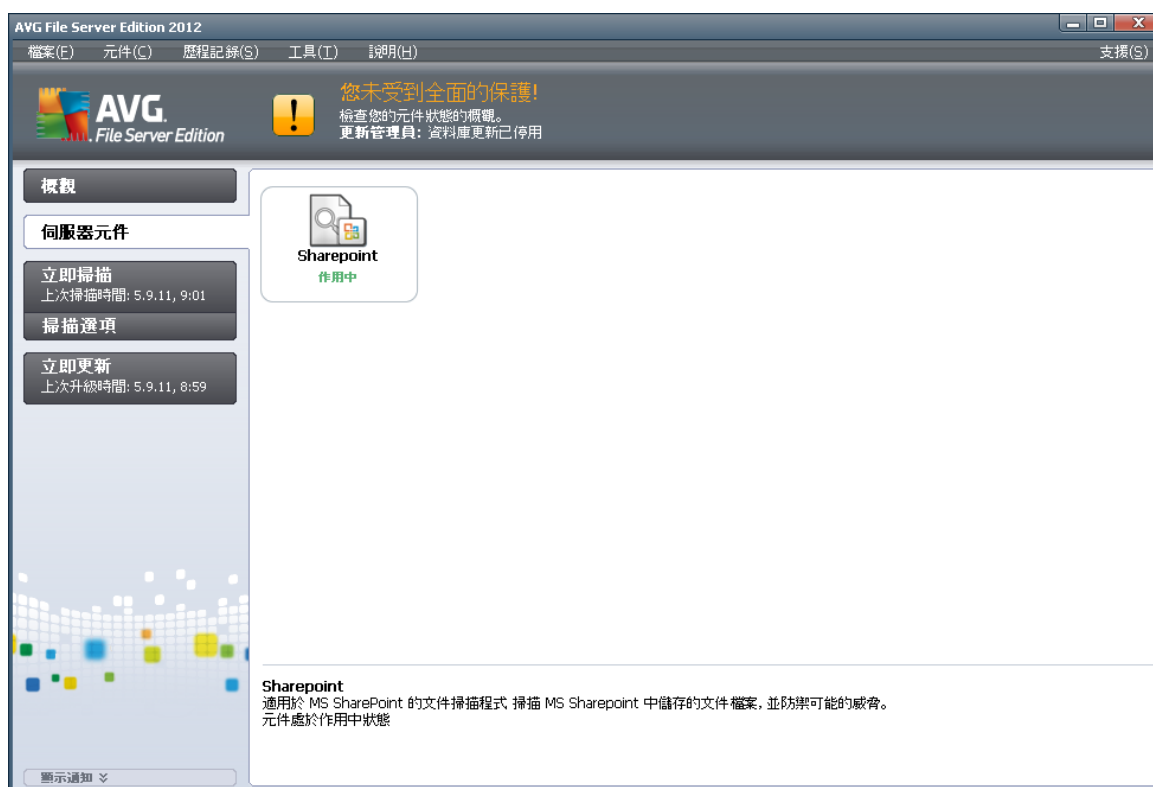 AVG File Server Edition 2012
檔案(F) 元件(C) 歷程記錄(S) 工具(T) 說明(H) 支援(S)
AVG.
File Server Edition
您未受到全面的保護!
檢查您的元件狀態的概觀。
更新管理員: 資料庫更新已停用
概觀
伺服器元件
立即掃描
上次掃描時間: 5.9.11, 9:01
掃描選項
立即更新
上次升級時間: 5.9.11, 8:59
Sharepoint
作用中
Sharepoint
適用於 MS SharePoint 的文件掃描程式 掃描 MS Sharepoint 中儲存的文件檔案, 並防禦可能的威脅。
元件處於作用中狀態
顯示通知